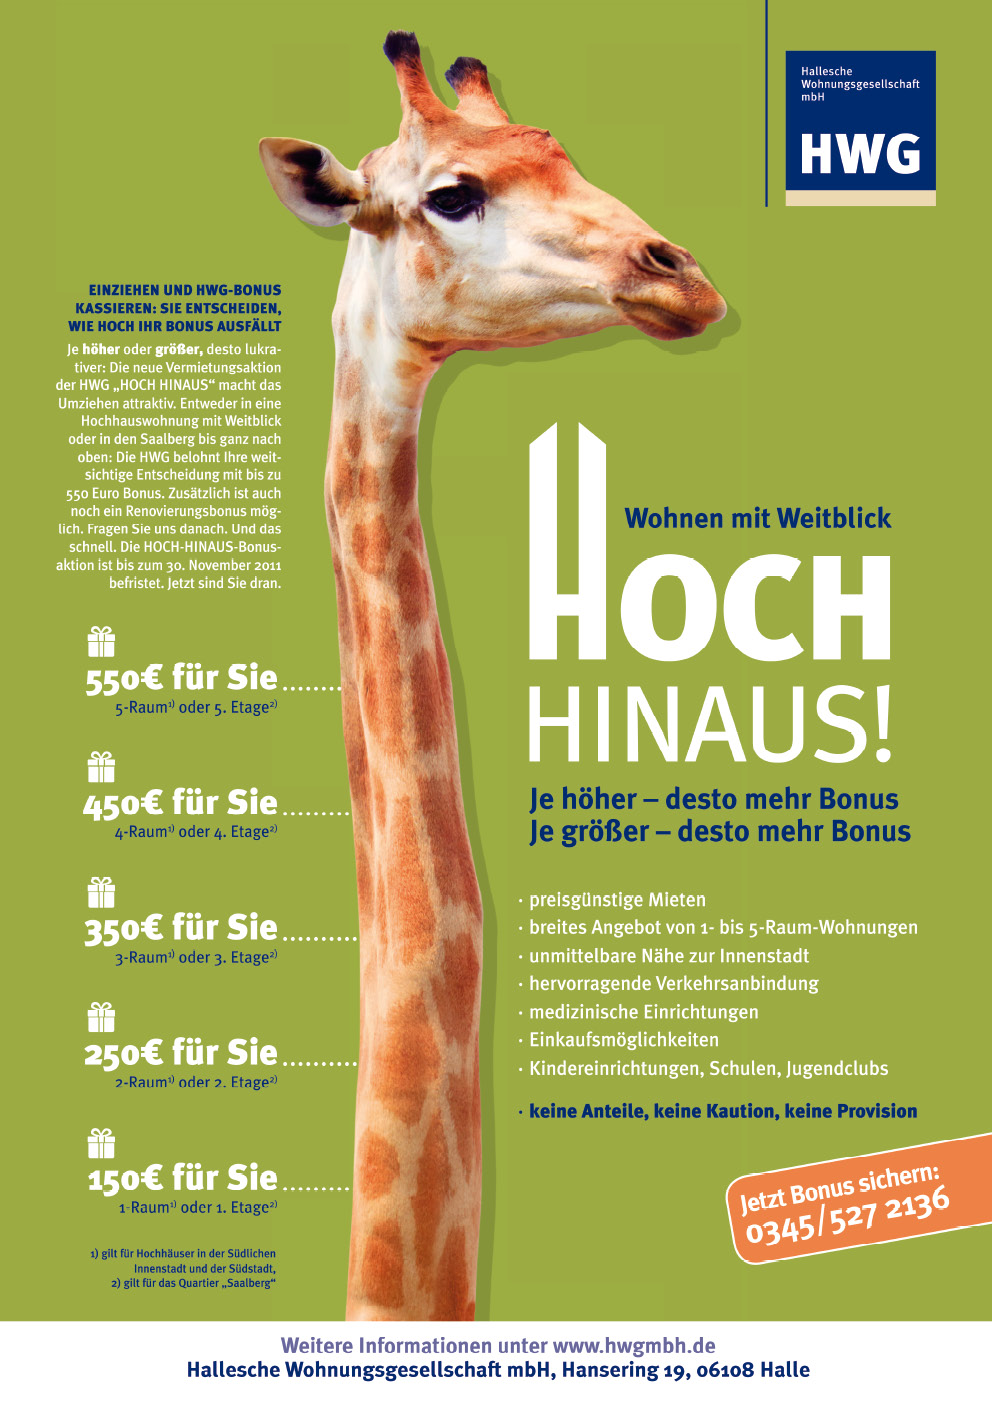 Hallesche
Wohnungsgesellschaft
mbH
HWG
EINZIEHEN UND HWG-BONUS
KASSIEREN: SIE ENTSCHEIDEN,
WIE HOCH IHR BONUS AUSFÄLLT
Je höher oder größer, desto lukra-
tiver: Die neue Vermietungsaktion
der HWG „HOCH HINAUS“ macht das
Umziehen attraktiv. Entweder in eine
Hochhauswohnung mit Weitblick
oder in den Saalberg bis ganz nach
oben: Die HWG belohnt Ihre weit-
sichtige Entscheidung mit bis zu
550 Euro Bonus. Zusätzlich ist auch
noch ein Renovierungsbonus mög-
lich. Fragen Sie uns danach. Und das
schnell. Die HOCH-HINAUS-Bonus-
aktion ist bis zum 30. November 2011
befristet. Jetzt sind Sie dran.
550€ für Sie ........
5-Raum¹⁾ oder 5. Etage²⁾
450€ für Sie .........
4-Raum¹⁾ oder 4. Etage²⁾
350€ für Sie ..........
3-Raum¹⁾ oder 3. Etage²⁾
250€ für Sie ..........
2-Raum¹⁾ oder 2. Etage²⁾
150€ für Sie .........
1-Raum¹⁾ oder 1. Etage²⁾
1) gilt für Hochhäuser in der Südlichen
Innenstadt und der Südstadt,
2) gilt für das Quartier „Saalberg“
Wohnen mit Weitblick
HOCH
HINAUS!
Je höher – desto mehr Bonus
Je größer – desto mehr Bonus
· preisgünstige Mieten
· breites Angebot von 1- bis 5-Raum-Wohnungen
· unmittelbare Nähe zur Innenstadt
· hervorragende Verkehrsanbindung
· medizinische Einrichtungen
· Einkaufsmöglichkeiten
· Kindereinrichtungen, Schulen, Jugendclubs
· keine Anteile, keine Kaution, keine Provision
Jetzt Bonus sichern:
0345/527 2136
Weitere Informationen unter www.hwgmbh.de
Hallesche Wohnungsgesellschaft mbH, Hansering 19, 06108 Halle